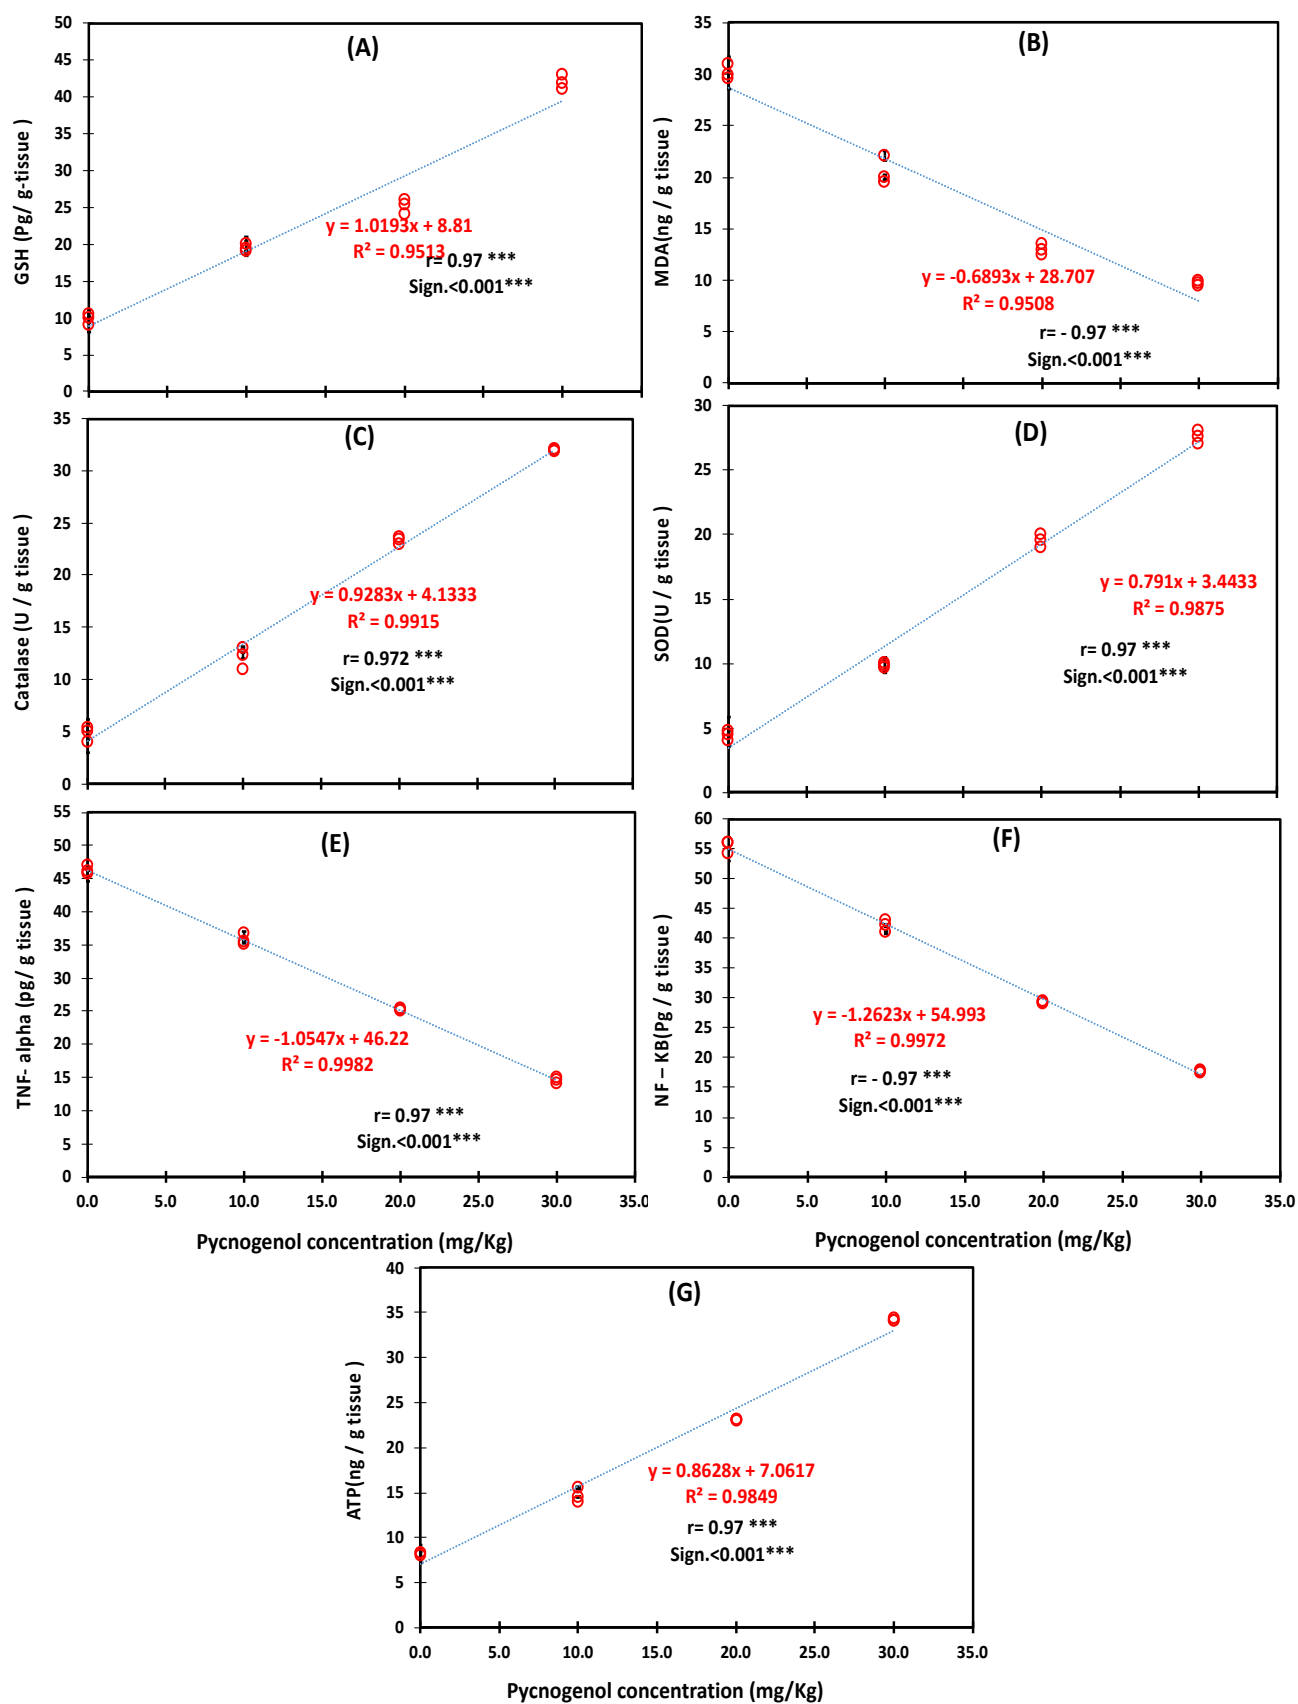 (A)
GSH (Pg/ g-tissue )
50
45
40
35
30
25
20
15
10
5
0
y = 1.0193x + 8.81
R² = 0.9513
r= 0.97 ***
Sign.<0.001***
(B)
MDA(ng / g tissue )
35
30
25
20
15
10
5
0
y = -0.6893x + 28.707
R² = 0.9508
r= - 0.97 ***
Sign.<0.001***
(C)
Catalase (U / g tissue )
35
30
25
20
15
10
5
0
y = 0.9283x + 4.1333
R² = 0.9915
r= 0.972 ***
Sign.<0.001***
(D)
SOD(U / g tissue )
30
25
20
15
10
5
0
y = 0.791x + 3.4433
R² = 0.9875
r= 0.97 ***
Sign.<0.001***
(E)
TNF- alpha (pg/ g tissue )
55
50
45
40
35
30
25
20
15
10
5
0
y = -1.0547x + 46.22
R² = 0.9982
r= 0.97 ***
Sign.<0.001***
0.0 5.0 10.0 15.0 20.0 25.0 30.0 35.0
Pycnogenol concentration (mg/Kg)
(F)
NF – KB(Pg / g tissue )
60
55
50
45
40
35
30
25
20
15
10
5
0
y = -1.2623x + 54.993
R² = 0.9972
r= - 0.97 ***
Sign.<0.001***
0.0 5.0 10.0 15.0 20.0 25.0 30.0 35.0
Pycnogenol concentration (mg/Kg)
(G)
ATP(ng / g tissue )
40
35
30
25
20
15
10
5
0
y = 0.8628x + 7.0617
R² = 0.9849
r= 0.97 ***
Sign.<0.001***
0.0 5.0 10.0 15.0 20.0 25.0 30.0 35.0
Pycnogenol concentration (mg/Kg)